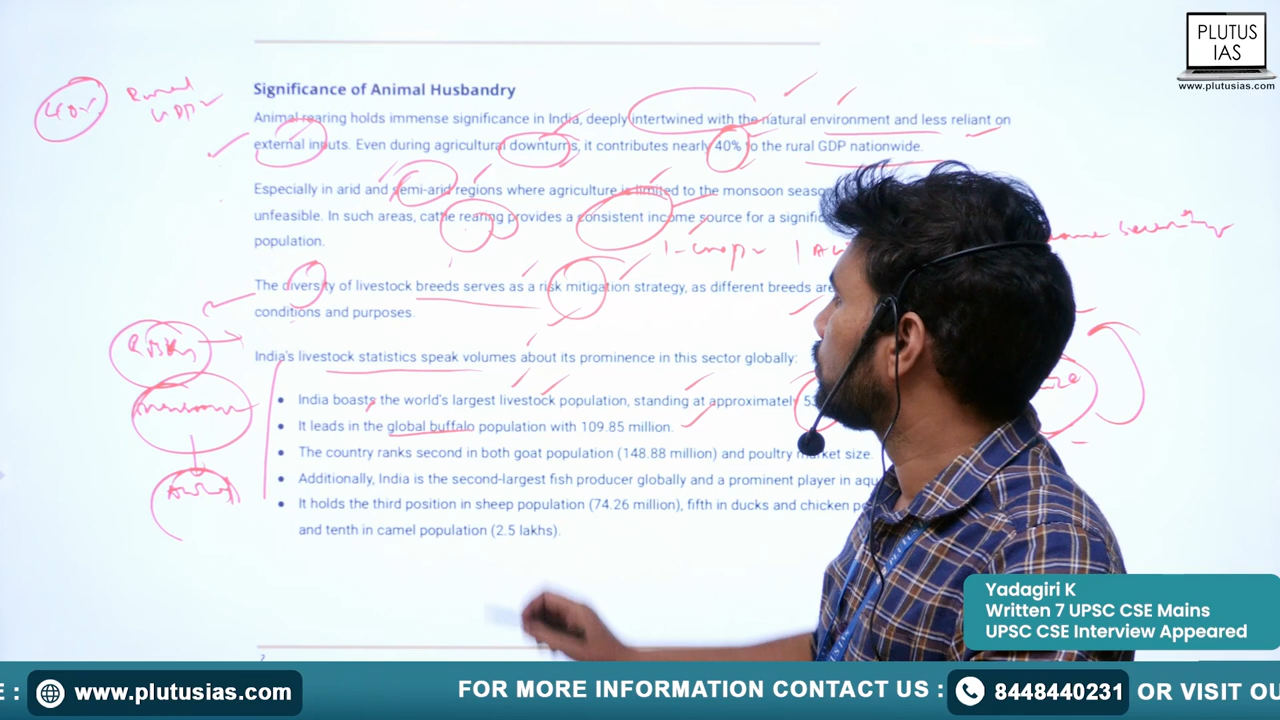 PLUTUS
IAS
www.plutusias.com
Significance of Animal Husbandry
40%
Rural
GDP
Animal rearing holds immense significance in India, deeply intertwined with the natural environment and less reliant on
external inputs. Even during agricultural downturns, it contributes nearly 40% to the rural GDP nationwide.
Especially in arid and semi-arid regions where agriculture is limited to the monsoon
unfeasible. In such areas, cattle rearing provides a consistent income source for a
population.
The diversity of livestock breeds serves as a risk mitigation strategy, as different breeds are
conditions and purposes.
Risky
India's livestock statistics speak volumes about its prominence in this sector globally:
• India boasts the world's largest livestock population, standing at approximately
• It leads in the global buffalo population with 109.85 million.
• The country ranks second in both goat population (148.88 million) and poultry market size.
• Additionally, India is the second-largest fish producer globally and a prominent player in
• It holds the third position in sheep population (74.26 million), fifth in ducks and chicken
and tenth in camel population (2.5 lakhs).
Yadagiri K
Written 7 UPSC CSE Mains
UPSC CSE Interview Appeared
E : www.plutusias.com
FOR MORE INFORMATION CONTACT US : 8448440231 OR VISIT OU